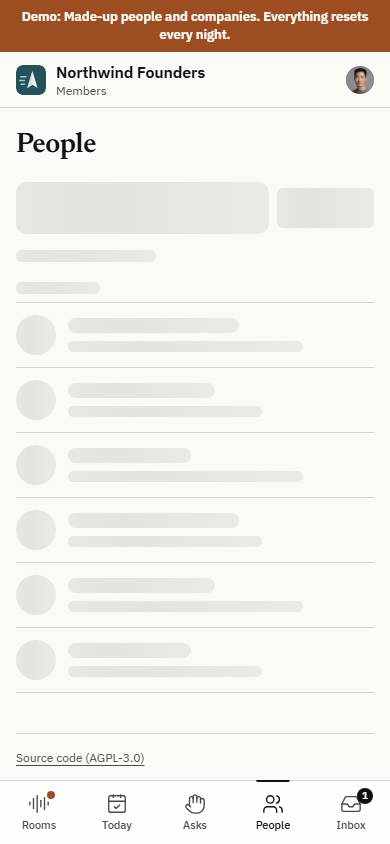 Demo: Made-up people and companies. Everything resets
every night.
Northwind Founders
Members
People
Source code (AGPL-3.0)
Rooms
Today
Asks
People
Inbox
1